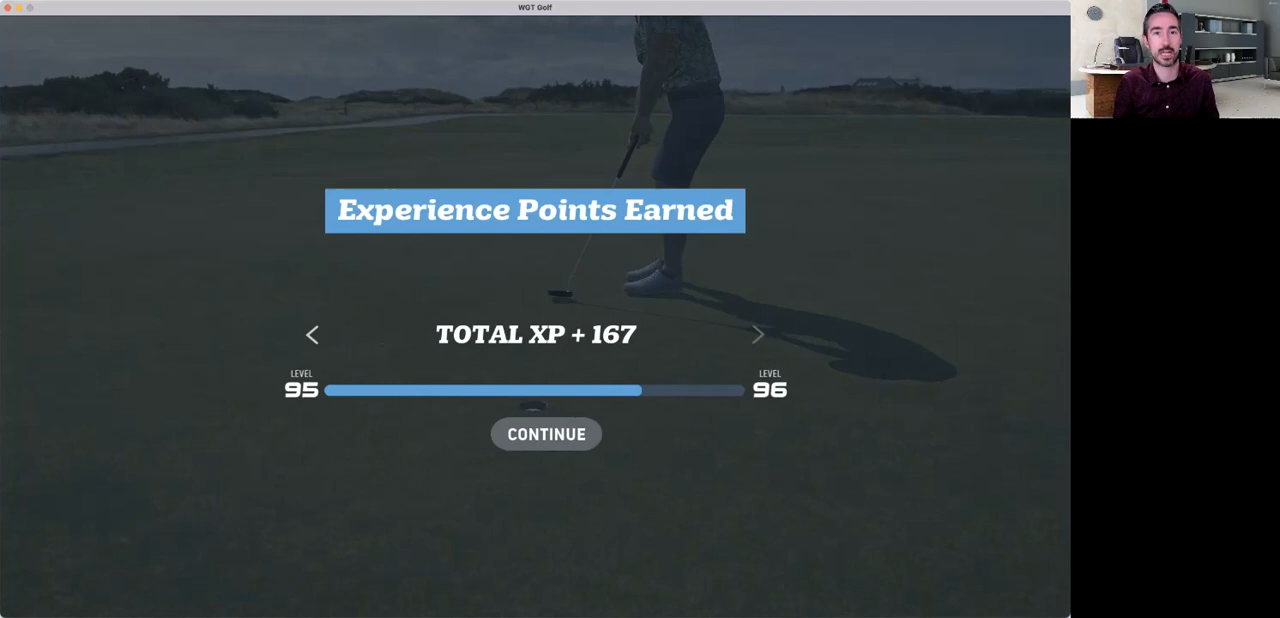 WGT Golf
Experience Points Earned
< TOTAL XP + 167 >
LEVEL LEVEL
95 96
CONTINUE